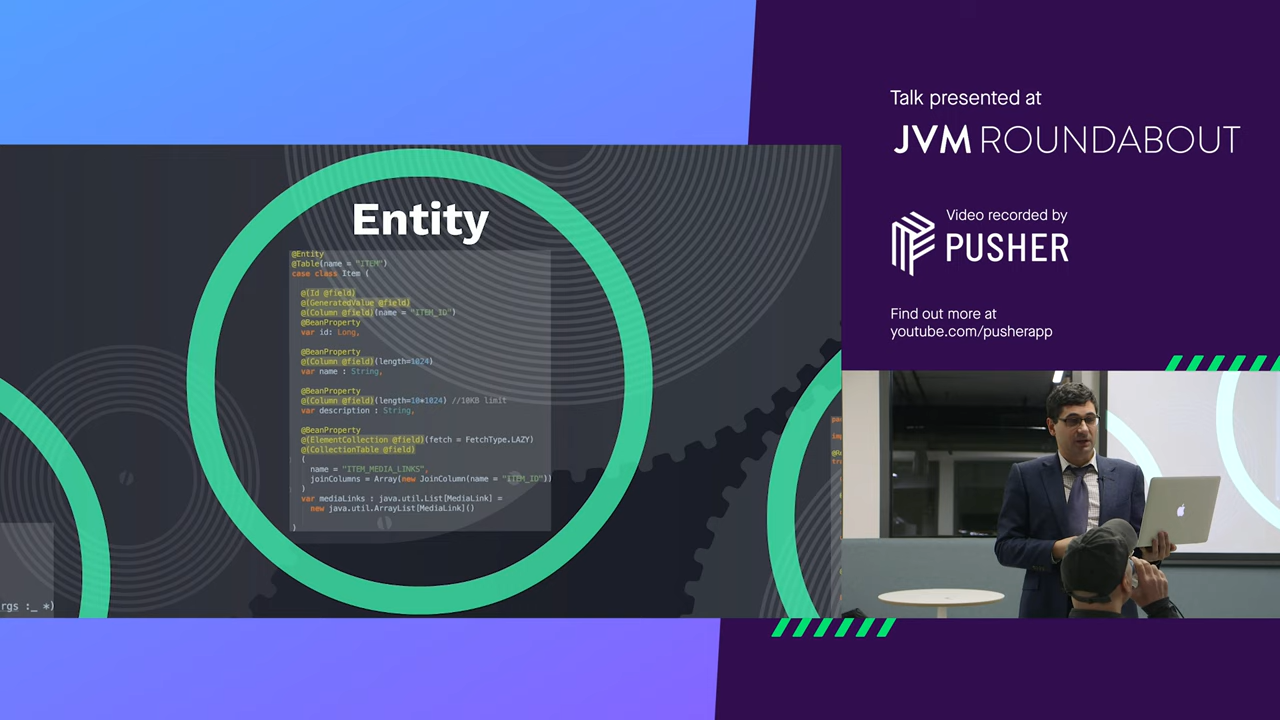 Talk presented at
JVM ROUNDABOUT
Video recorded by
PUSHER
Find out more at
youtube.com/pusherapp
Entity
@Entity
@Table(name = "ITEM")
case class Item (
@(Id @field)
@(GeneratedValue @field)
@(Column @field)(name = "ITEM_ID")
@BeanProperty
var id: Long,
@BeanProperty
@(Column @field)(length=1024)
var name : String,
@BeanProperty
@(Column @field)(length=10*1024) //10KB limit
var description : String,
@BeanProperty
@(ElementCollection @field)(fetch = FetchType.LAZY)
@(CollectionTable @field)
(
name = "ITEM_MEDIA_LINKS",
joinColumns = Array(new JoinColumn(name = "ITEM_ID"))
)
var mediaLinks : java.util.List[MediaLink] =
new java.util.ArrayList[MediaLink]()
)
rgs :_ *)